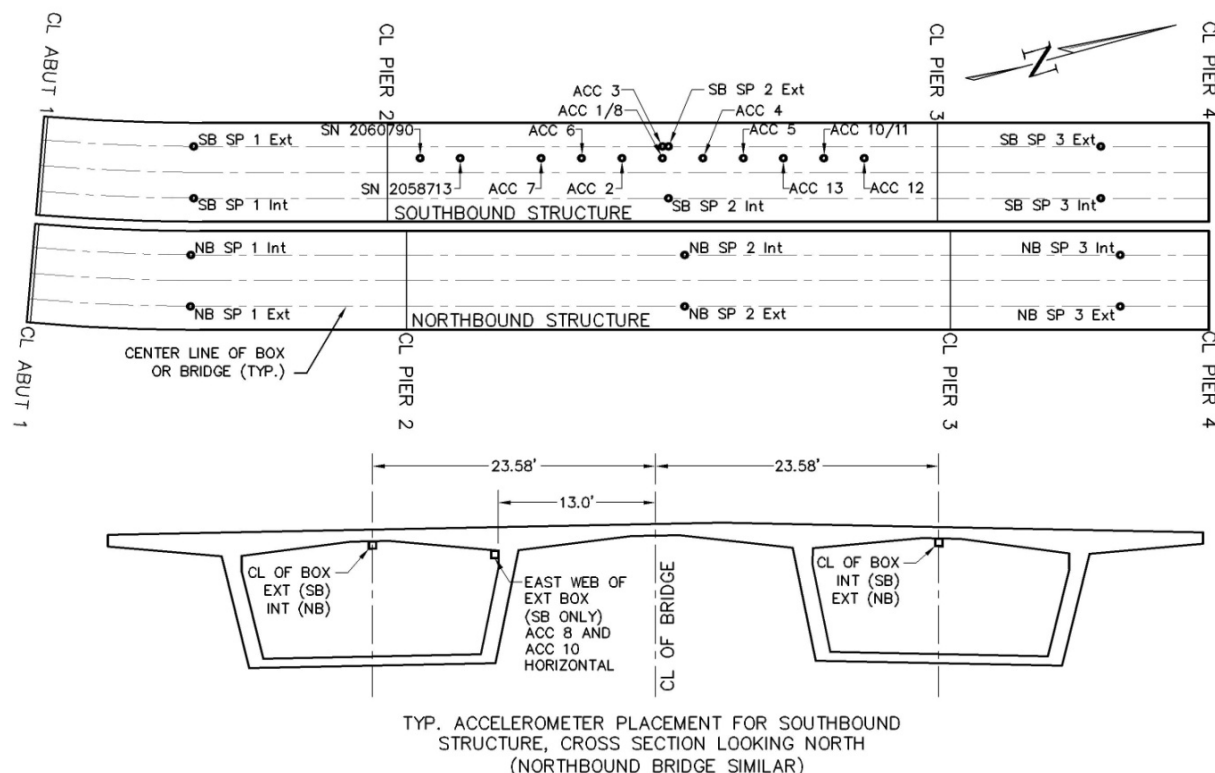 CL ABUT 1
CL PIER 2
CL PIER 3
CL PIER 4
N
ACC 3
SB SP 2 Ext
ACC 1/8
ACC 4
SB SP 1 Ext
SN 2060790
ACC 6
ACC 5
ACC 10/11
SB SP 3 Ext
SN 2058713
ACC 7
ACC 2
ACC 13
ACC 12
SB SP 1 Int
SOUTHBOUND STRUCTURE
SB SP 2 Int
SB SP 3 Int
NB SP 1 Int
NB SP 2 Int
NB SP 3 Int
NB SP 1 Ext
NORTHBOUND STRUCTURE
NB SP 2 Ext
NB SP 3 Ext
CENTER LINE OF BOX
OR BRIDGE (TYP.)
CL ABUT 1
CL PIER 2
CL PIER 3
CL PIER 4
23.58'
23.58'
13.0'
CL OF BOX
EXT (SB)
INT (NB)
EAST WEB OF
EXT BOX
(SB ONLY)
ACC 8 AND
ACC 10
HORIZONTAL
CL OF BRIDGE
CL OF BOX
INT (SB)
EXT (NB)
TYP. ACCELEROMETER PLACEMENT FOR SOUTHBOUND
STRUCTURE, CROSS SECTION LOOKING NORTH
(NORTHBOUND BRIDGE SIMILAR)